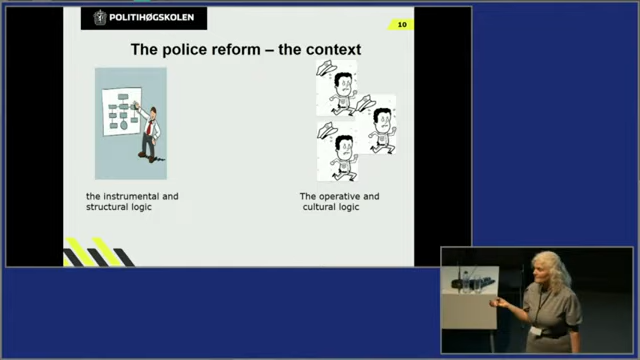 POLITIHØGSKOLEN
10
The police reform – the context
the instrumental and
structural logic
The operative and
cultural logic